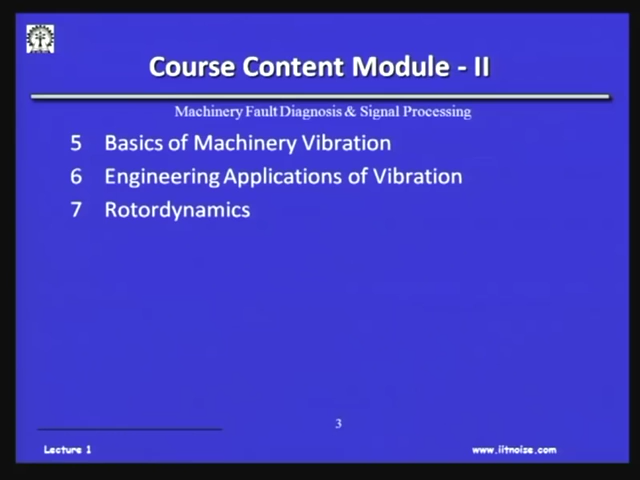 Course Content Module - II
Machinery Fault Diagnosis & Signal Processing
5 Basics of Machinery Vibration
6 Engineering Applications of Vibration
7 Rotordynamics
3
Lecture 1
www.iitnoise.com